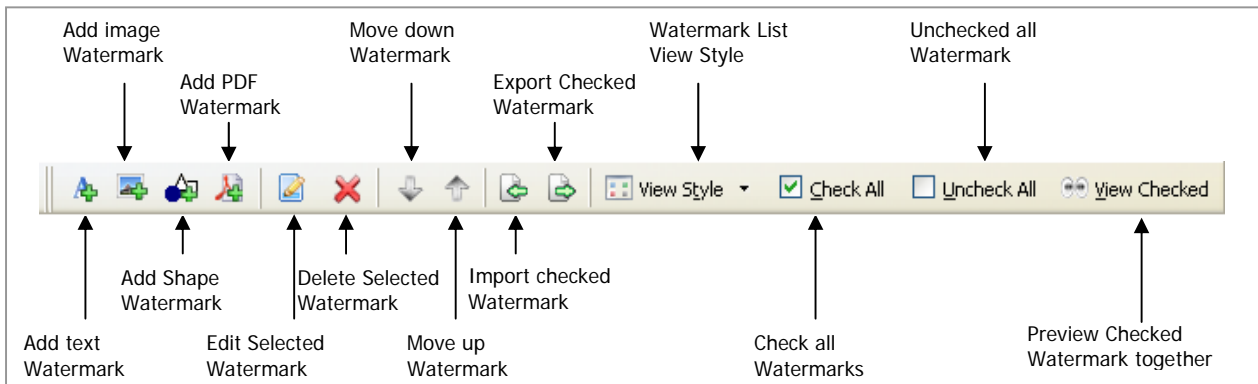 Add image
Watermark
Move down
Watermark
Watermark List
View Style
Unchecked all
Watermark
Add PDF
Watermark
Export Checked
Watermark
View Style
Check All
Uncheck All
View Checked
Add Shape
Watermark
Delete Selected
Watermark
Import checked
Watermark
Add text
Watermark
Edit Selected
Watermark
Move up
Watermark
Check all
Watermarks
Preview Checked
Watermark together